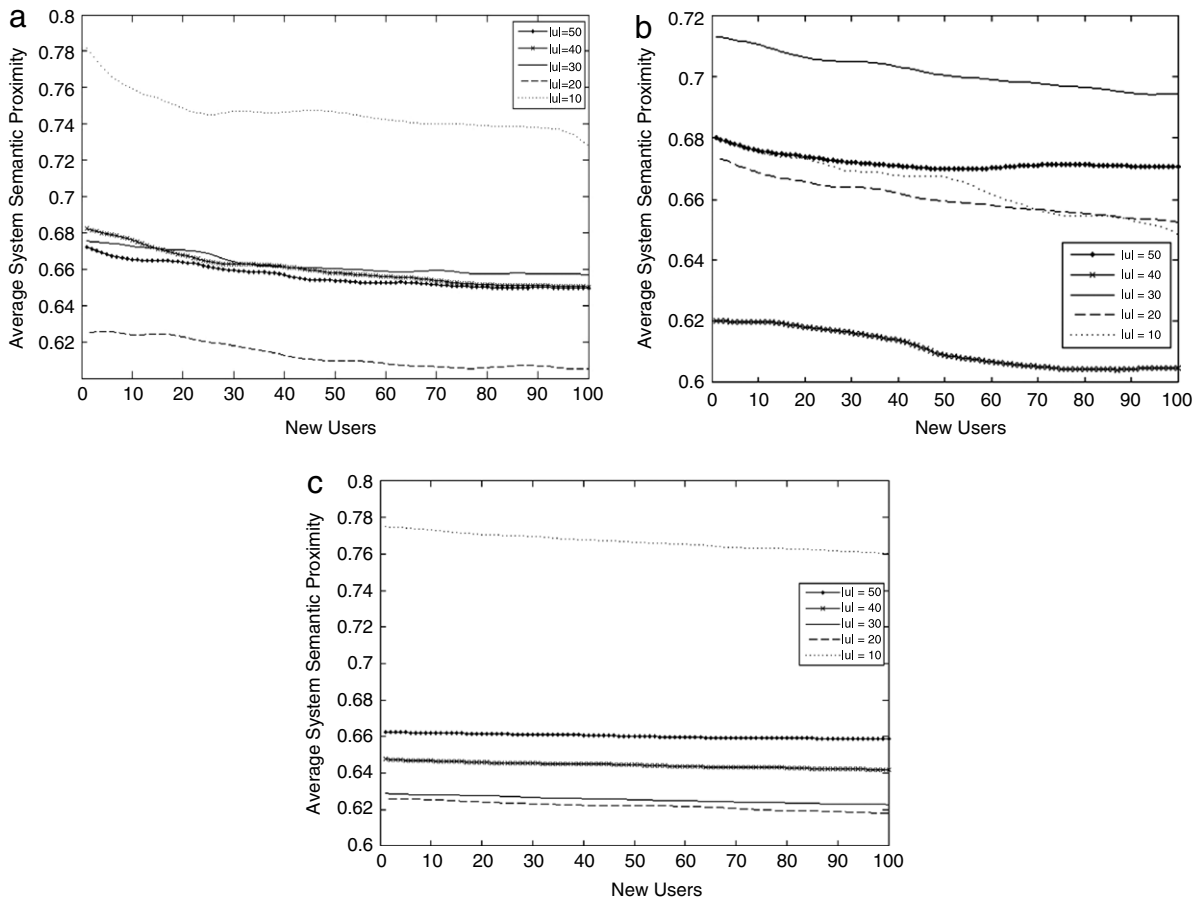 a
Average System Semantic Proximity
0.8
0.78
0.76
0.74
0.72
0.7
0.68
0.66
0.64
0.62
0 10 20 30 40 50 60 70 80 90 100
New Users
|u|=50
|u|=40
|u|=30
|u|=20
|u|=10
b
Average System Semantic Proximity
0.72
0.7
0.68
0.66
0.64
0.62
0.6
0 10 20 30 40 50 60 70 80 90 100
New Users
|u| = 50
|u| = 40
|u| = 30
|u| = 20
|u| = 10
c
Average System Semantic Proximity
0.8
0.78
0.76
0.74
0.72
0.7
0.68
0.66
0.64
0.62
0.6
0 10 20 30 40 50 60 70 80 90 100
New Users
|u| = 50
|u| = 40
|u| = 30
|u| = 20
|u| = 10